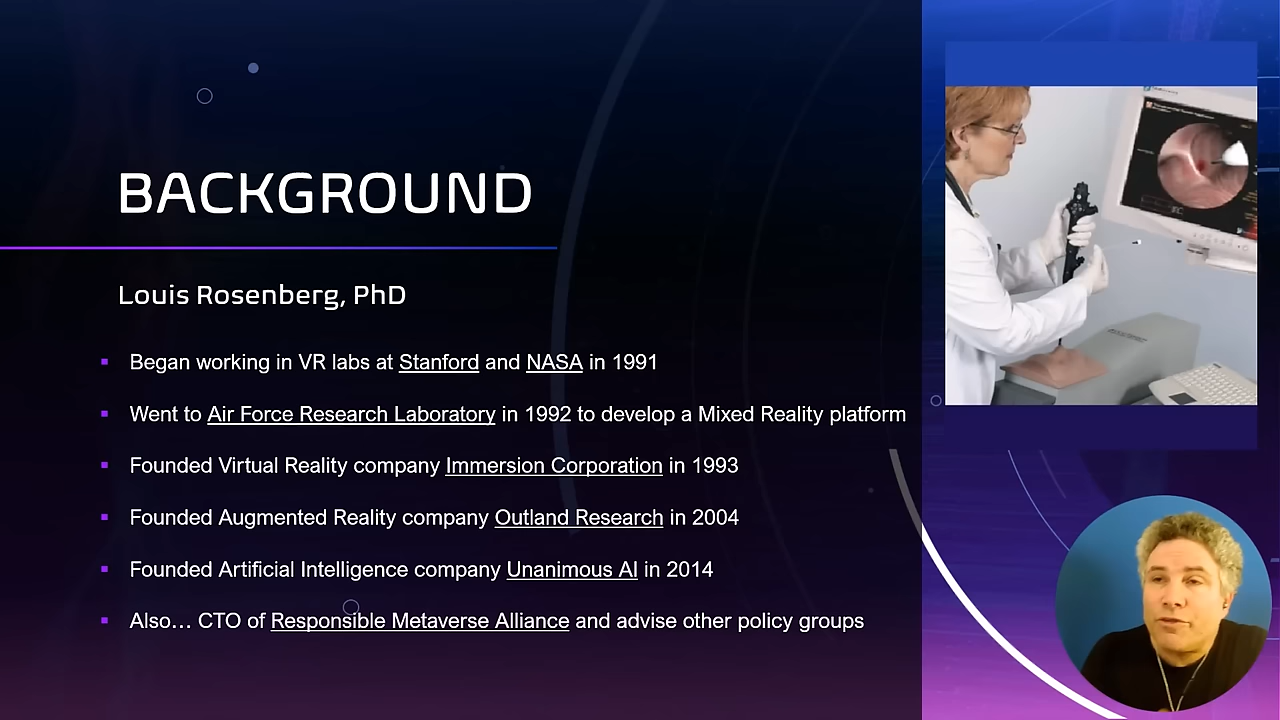 BACKGROUND
Louis Rosenberg, PhD
Began working in VR labs at Stanford and NASA in 1991
Went to Air Force Research Laboratory in 1992 to develop a Mixed Reality platform
Founded Virtual Reality company Immersion Corporation in 1993
Founded Augmented Reality company Outland Research in 2004
Founded Artificial Intelligence company Unanimous AI in 2014
Also... CTO of Responsible Metaverse Alliance and advise other policy groups